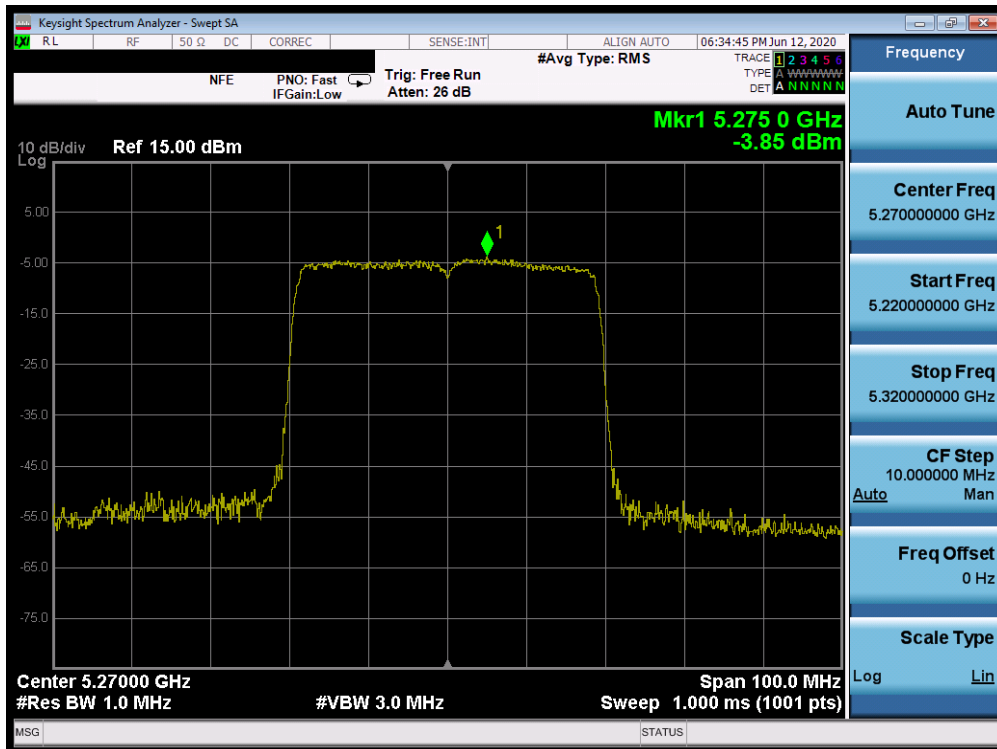 Keysight Spectrum Analyzer - Swept SA
LXI RL RF 50 Ω DC CORREC SENSE:INT ALIGN AUTO 06:34:45 PM Jun 12, 2020
#Avg Type: RMS
TRACE 1 2 3 4 5 6
TYPE A WWWWW
DET A N N N N N
NFE PNO: Fast Trig: Free Run
IFGain:Low Atten: 26 dB
Mkr1 5.275 0 GHz
-3.85 dBm
10 dB/div Ref 15.00 dBm
Log
5.00
1
-5.00
-15.0
-25.0
-35.0
-45.0
-55.0
-65.0
-75.0
Center 5.27000 GHz Span 100.0 MHz
#Res BW 1.0 MHz #VBW 3.0 MHz Sweep 1.000 ms (1001 pts)
MSG STATUS
Frequency
Auto Tune
Center Freq
5.270000000 GHz
Start Freq
5.220000000 GHz
Stop Freq
5.320000000 GHz
CF Step
10.000000 MHz
Auto Man
Freq Offset
0 Hz
Scale Type
Log Lin